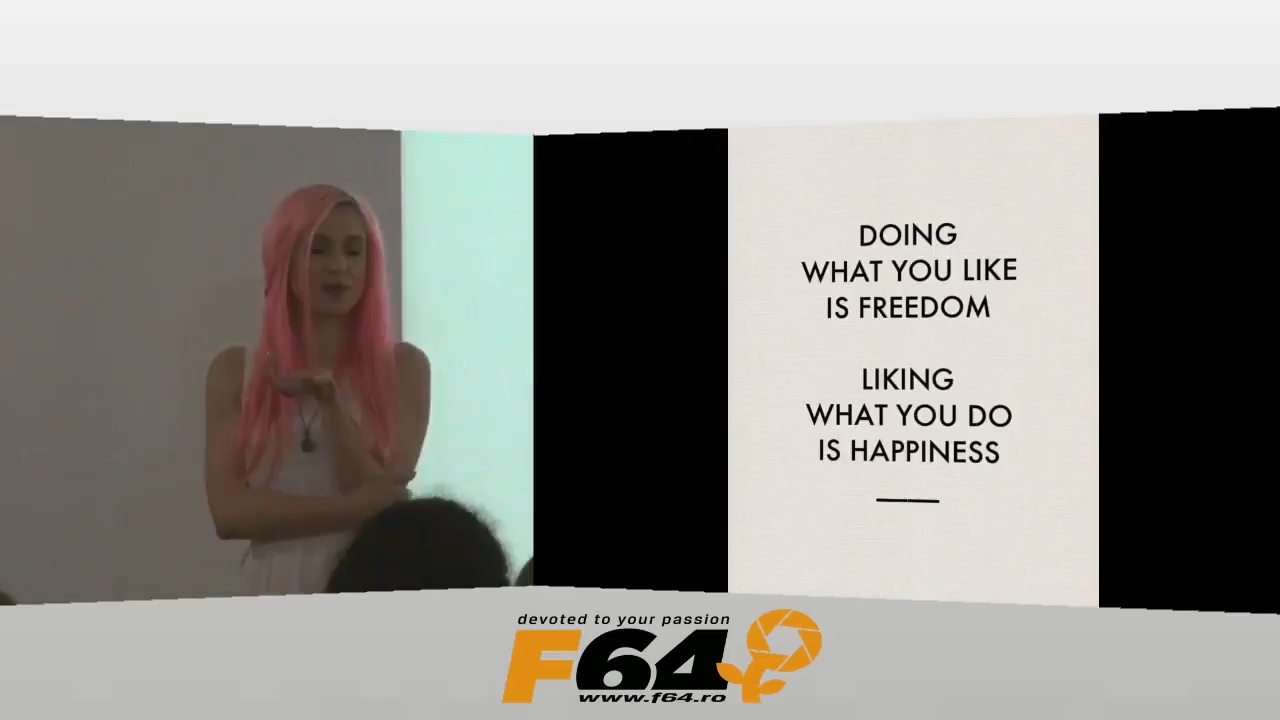 DOING
WHAT YOU LIKE
IS FREEDOM
LIKING
WHAT YOU DO
IS HAPPINESS
devoted to your passion
F64
www.f64.ro